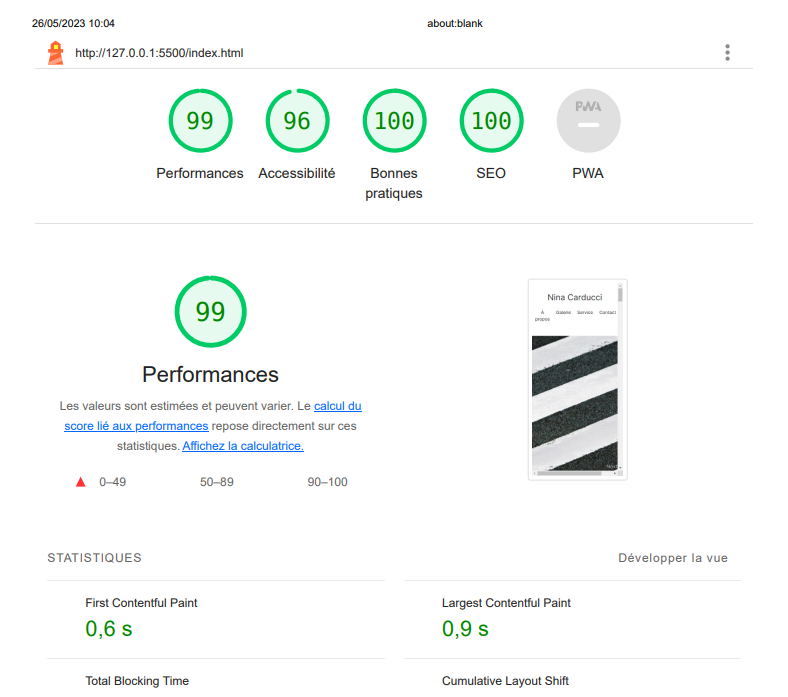 26/05/2023 10:04
about:blank
http://127.0.0.1:5500/index.html
99
96
100
100
PWA
Performances
Accessibilité
Bonnes
pratiques
SEO
PWA
99
Performances
Les valeurs sont estimées et peuvent varier. Le calcul du
score lié aux performances repose directement sur ces
statistiques. Affichez la calculatrice.
0–49
50–89
90–100
Nina Carducci
À
propos
Galerie
Service
Contact
STATISTIQUES
Développer la vue
First Contentful Paint
0,6 s
Largest Contentful Paint
0,9 s
Total Blocking Time
Cumulative Layout Shift